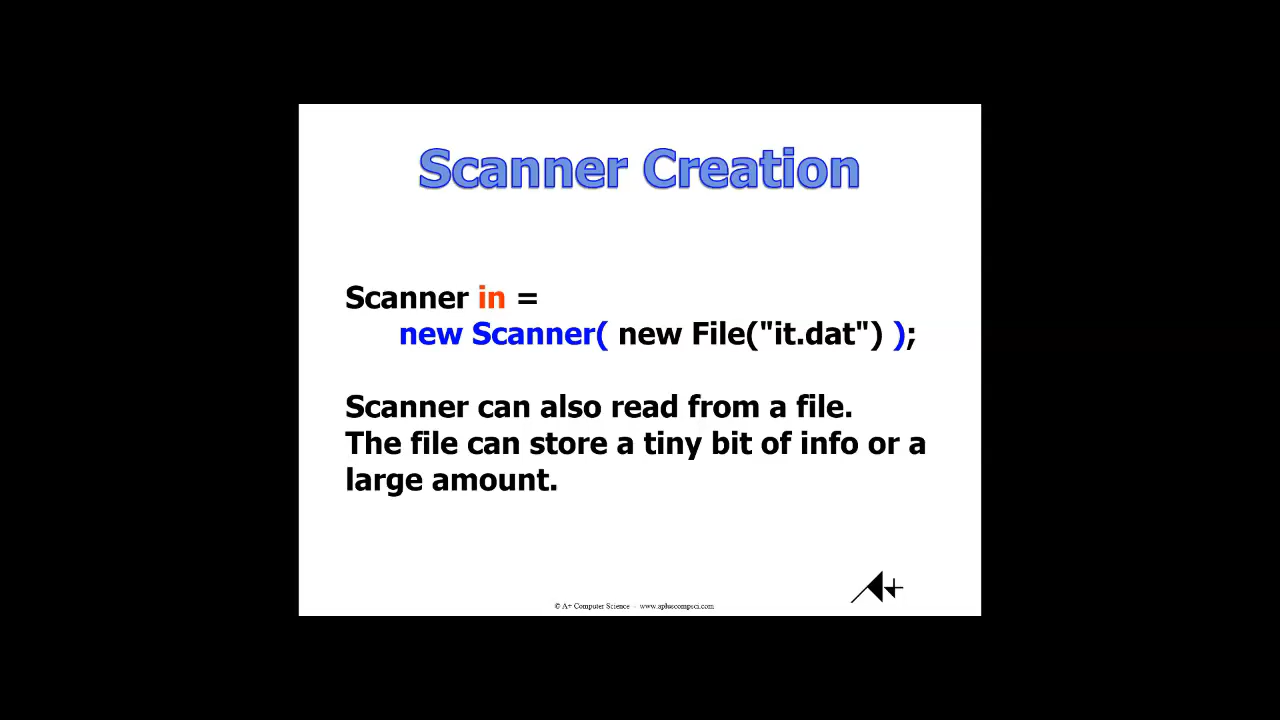 Scanner Creation
Scanner in =
new Scanner( new File("it.dat") );
Scanner can also read from a file.
The file can store a tiny bit of info or a
large amount.
A+
© A+ Computer Science - www.apluscompsci.com